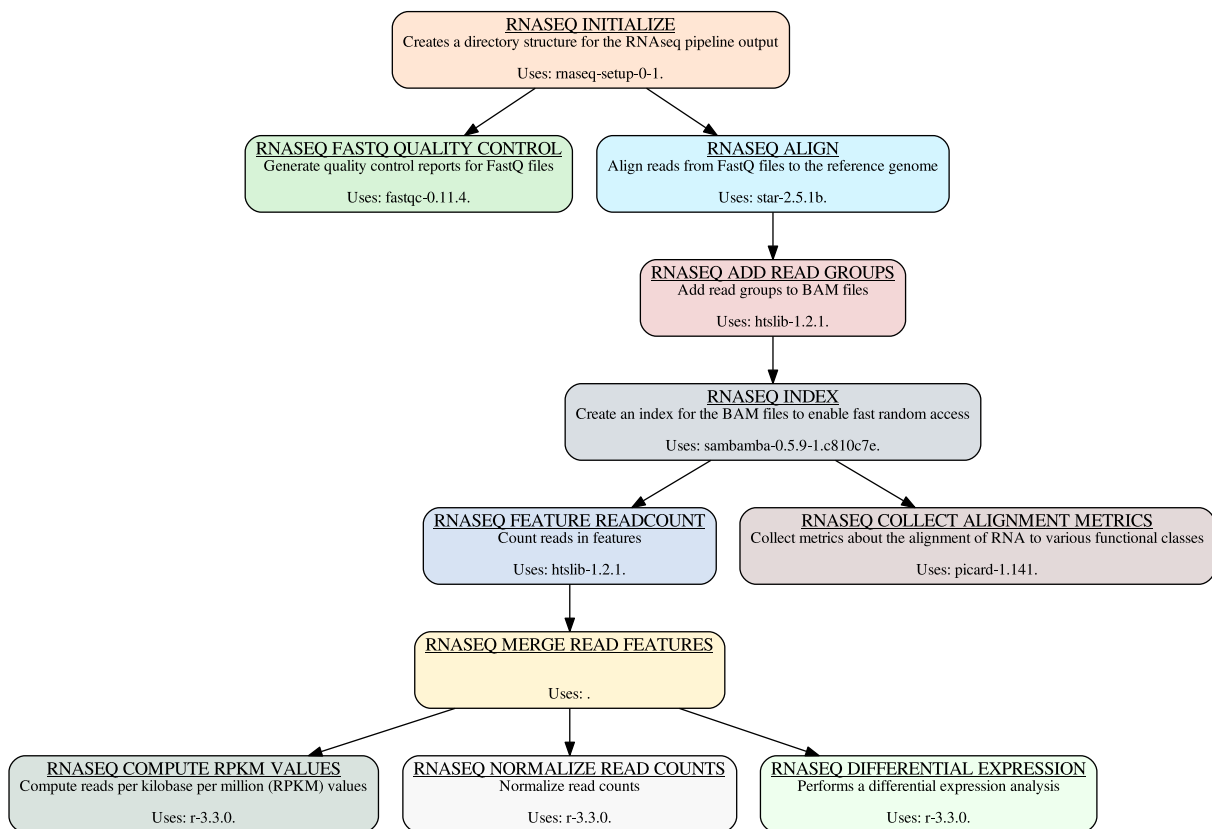 RNASEQ INITIALIZE
Creates a directory structure for the RNAseq pipeline output
Uses: rnaseq-setup-0-1.
RNASEQ FASTQ QUALITY CONTROL
Generate quality control reports for FastQ files
Uses: fastqc-0.11.4.
RNASEQ ALIGN
Align reads from FastQ files to the reference genome
Uses: star-2.5.1b.
RNASEQ ADD READ GROUPS
Add read groups to BAM files
Uses: htslib-1.2.1.
RNASEQ INDEX
Create an index for the BAM files to enable fast random access
Uses: sambamba-0.5.9-1.c810c7e.
RNASEQ FEATURE READCOUNT
Count reads in features
Uses: htslib-1.2.1.
RNASEQ COLLECT ALIGNMENT METRICS
Collect metrics about the alignment of RNA to various functional classes
Uses: picard-1.141.
RNASEQ MERGE READ FEATURES
Uses: .
RNASEQ COMPUTE RPKM VALUES
Compute reads per kilobase per million (RPKM) values
Uses: r-3.3.0.
RNASEQ NORMALIZE READ COUNTS
Normalize read counts
Uses: r-3.3.0.
RNASEQ DIFFERENTIAL EXPRESSION
Performs a differential expression analysis
Uses: r-3.3.0.